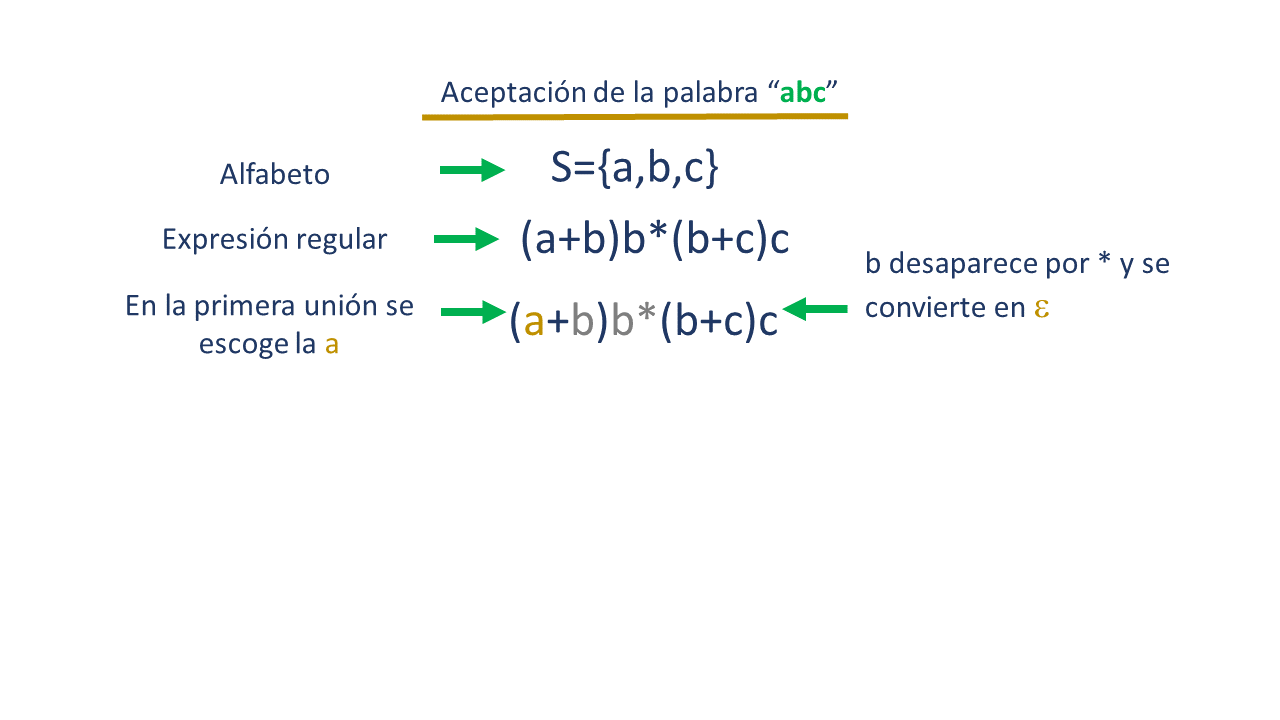 Aceptación de la palabra “abc”
Alfabeto
S={a,b,c}
Expresión regular
(a+b)b*(b+c)c
En la primera unión se
escoge la a
(a+b)b*(b+c)c
b desaparece por * y se
convierte en ε